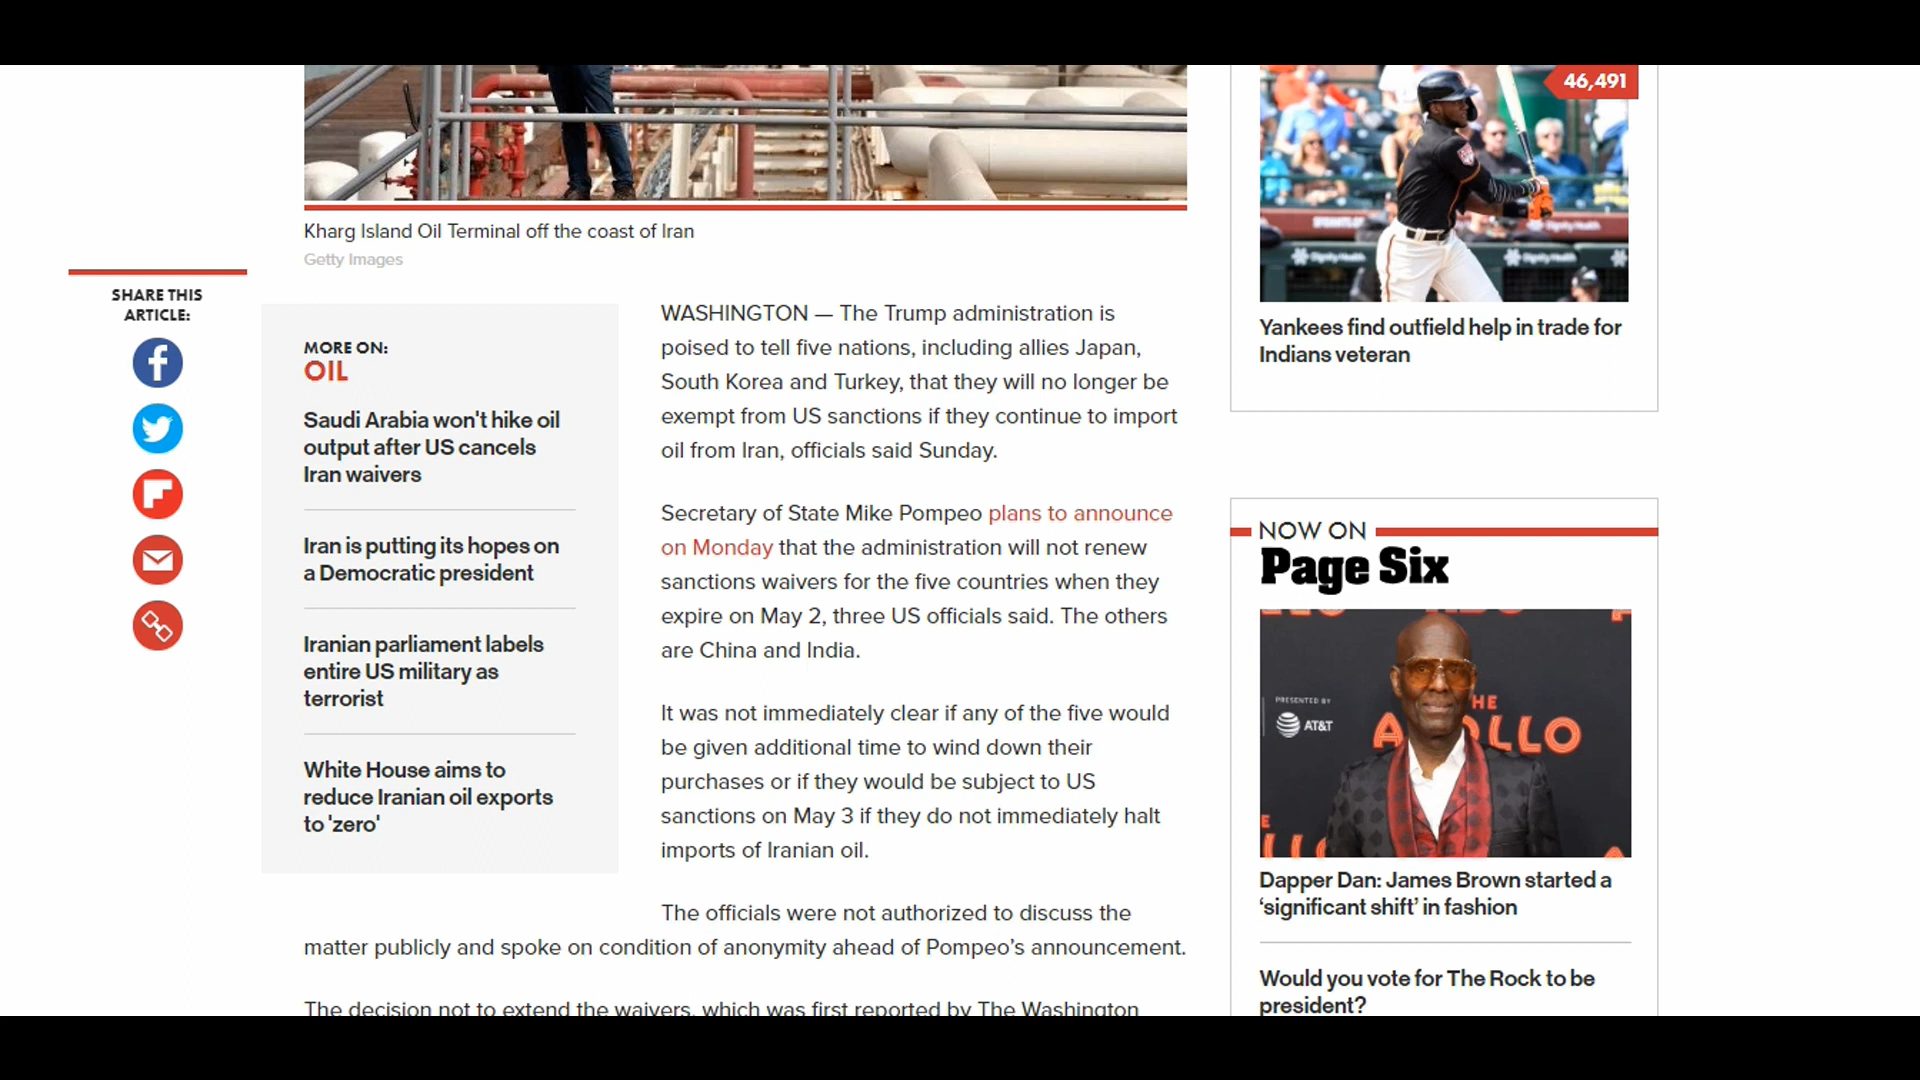 46,491
Kharg Island Oil Terminal off the coast of Iran
Getty Images
SHARE THIS
ARTICLE:
MORE ON:
OIL
Saudi Arabia won't hike oil
output after US cancels
Iran waivers
Iran is putting its hopes on
a Democratic president
Iranian parliament labels
entire US military as
terrorist
White House aims to
reduce Iranian oil exports
to 'zero'
WASHINGTON — The Trump administration is
poised to tell five nations, including allies Japan,
South Korea and Turkey, that they will no longer be
exempt from US sanctions if they continue to import
oil from Iran, officials said Sunday.
Secretary of State Mike Pompeo plans to announce
on Monday that the administration will not renew
sanctions waivers for the five countries when they
expire on May 2, three US officials said. The others
are China and India.
It was not immediately clear if any of the five would
be given additional time to wind down their
purchases or if they would be subject to US
sanctions on May 3 if they do not immediately halt
imports of Iranian oil.
The officials were not authorized to discuss the
matter publicly and spoke on condition of anonymity ahead of Pompeo’s announcement.
The decision not to extend the waivers, which was first reported by The Washington
Dignity Health
Dignity Health
Yankees find outfield help in trade for
Indians veteran
NOW ON
Page Six
PRESENTED BY
AT&T
Dapper Dan: James Brown started a
‘significant shift’ in fashion
Would you vote for The Rock to be
president?